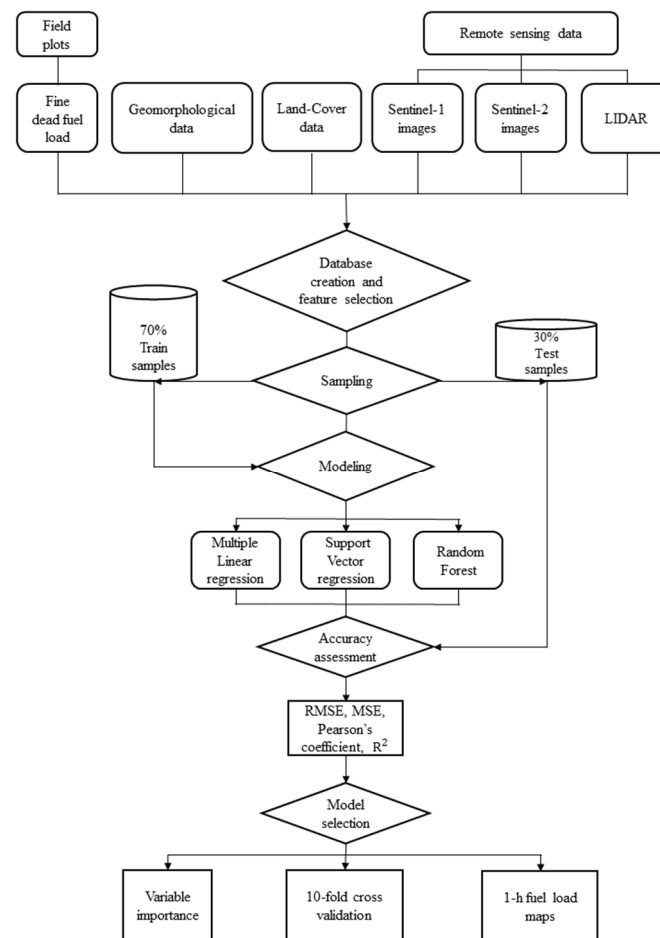 Field
plots
Remote sensing data
Fine
dead fuel
load
Geomorphological
data
Land-Cover
data
Sentinel-1
images
Sentinel-2
images
LIDAR
Database
creation and
feature selection
70%
Train
samples
30%
Test
samples
Sampling
Modeling
Multiple
Linear
regression
Support
Vector
regression
Random
Forest
Accuracy
assessment
RMSE, MSE,
Pearson's
coefficient, R²
Model
selection
Variable
importance
10-fold cross
validation
1-h fuel load
maps